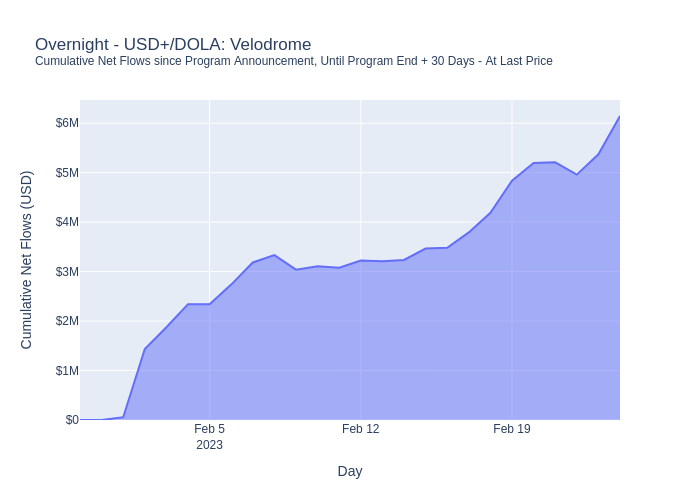 Overnight - USD+/DOLA: Velodrome
Cumulative Net Flows since Program Announcement, Until Program End + 30 Days - At Last Price
Cumulative Net Flows (USD)
$6M
$5M
$4M
$3M
$2M
$1M
$0
Feb 5
2023
Feb 12
Feb 19
Day